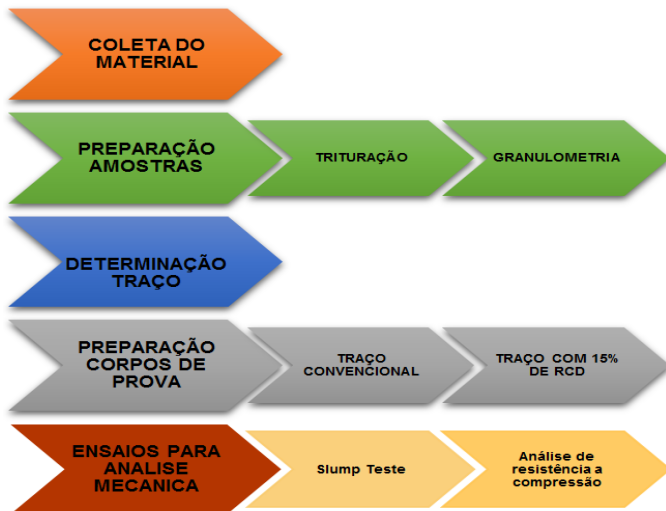 COLETA DO
MATERIAL
PREPARAÇÃO
AMOSTRAS
TRITURAÇÃO
GRANULOMETRIA
DETERMINAÇÃO
TRAÇO
PREPARAÇÃO
CORPOS DE
PROVA
TRAÇO
CONVENCIONAL
TRAÇO COM 15%
DE RCD
ENSAIOS PARA
ANALISE
MECANICA
Slump Teste
Análise de
resistência a
compressão